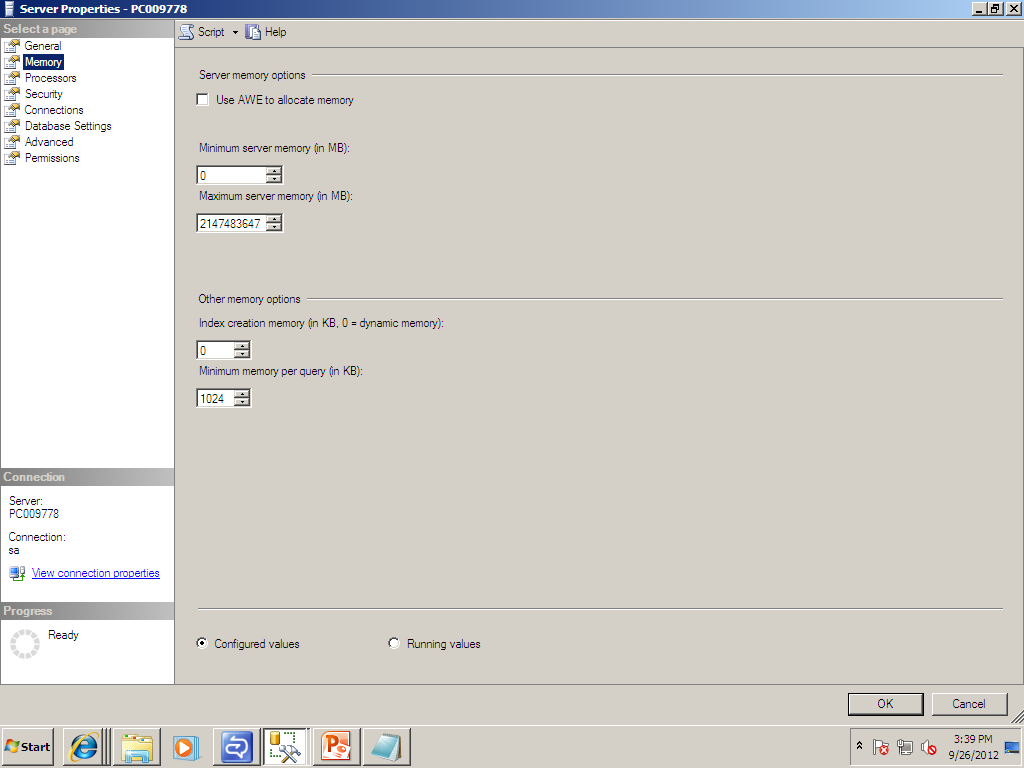 Server Properties - PC009778
Select a page
General
Memory
Processors
Security
Connections
Database Settings
Advanced
Permissions
Script
Help
Server memory options
Use AWE to allocate memory
Minimum server memory (in MB):
0
Maximum server memory (in MB):
2147483647
Other memory options
Index creation memory (in KB, 0 = dynamic memory):
0
Minimum memory per query (in KB):
1024
Connection
Server:
PC009778
Connection:
sa
View connection properties
Progress
Ready
Configured values
Running values
OK
Cancel
Start
3:39 PM
9/26/2012